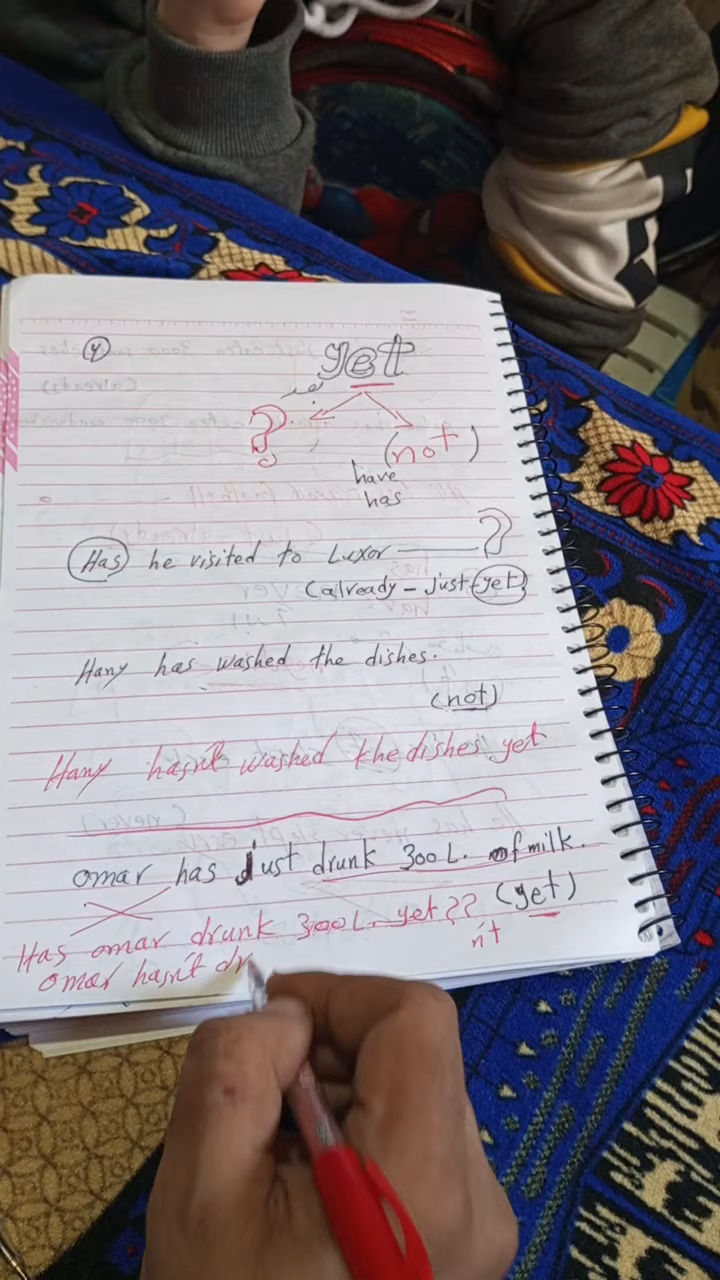 4
yet
بعد
?
(not)
have
has
Has he visited to Luxor ——— ?
(already – just – yet)
Hany has washed the dishes.
(not)
Hany hasn't washed the dishes yet
omar has Just drunk 300 L. of milk.
(yet)
Has omar drunk 300 L. yet??
n't
omar hasn't dr